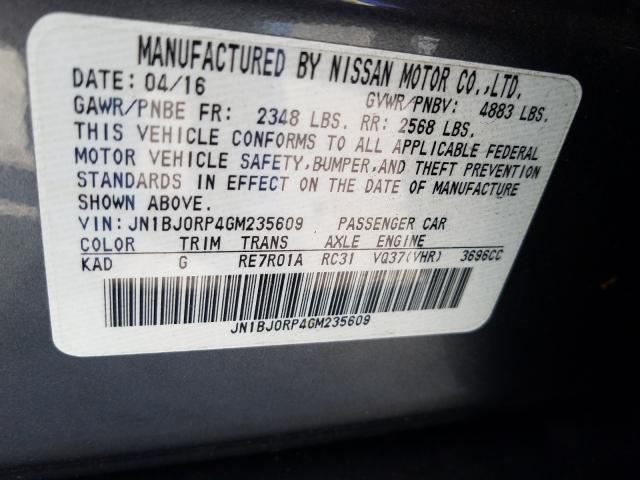 MANUFACTURED BY NISSAN MOTOR CO.,LTD.
DATE: 04/16 GVWR/PNBV: 4883 LBS.
GAWR/PNBE FR: 2348 LBS. RR: 2568 LBS.
THIS VEHICLE CONFORMS TO ALL APPLICABLE FEDERAL
MOTOR VEHICLE SAFETY,BUMPER,AND THEFT PREVENTION
STANDARDS IN EFFECT ON THE DATE OF MANUFACTURE
SHOWN ABOVE.
VIN: JN1BJ0RP4GM235609 PASSENGER CAR
COLOR TRIM TRANS AXLE ENGINE
KAD G RE7R01A RC31 VQ37(VHR) 3696CC
JN1BJ0RP4GM235609